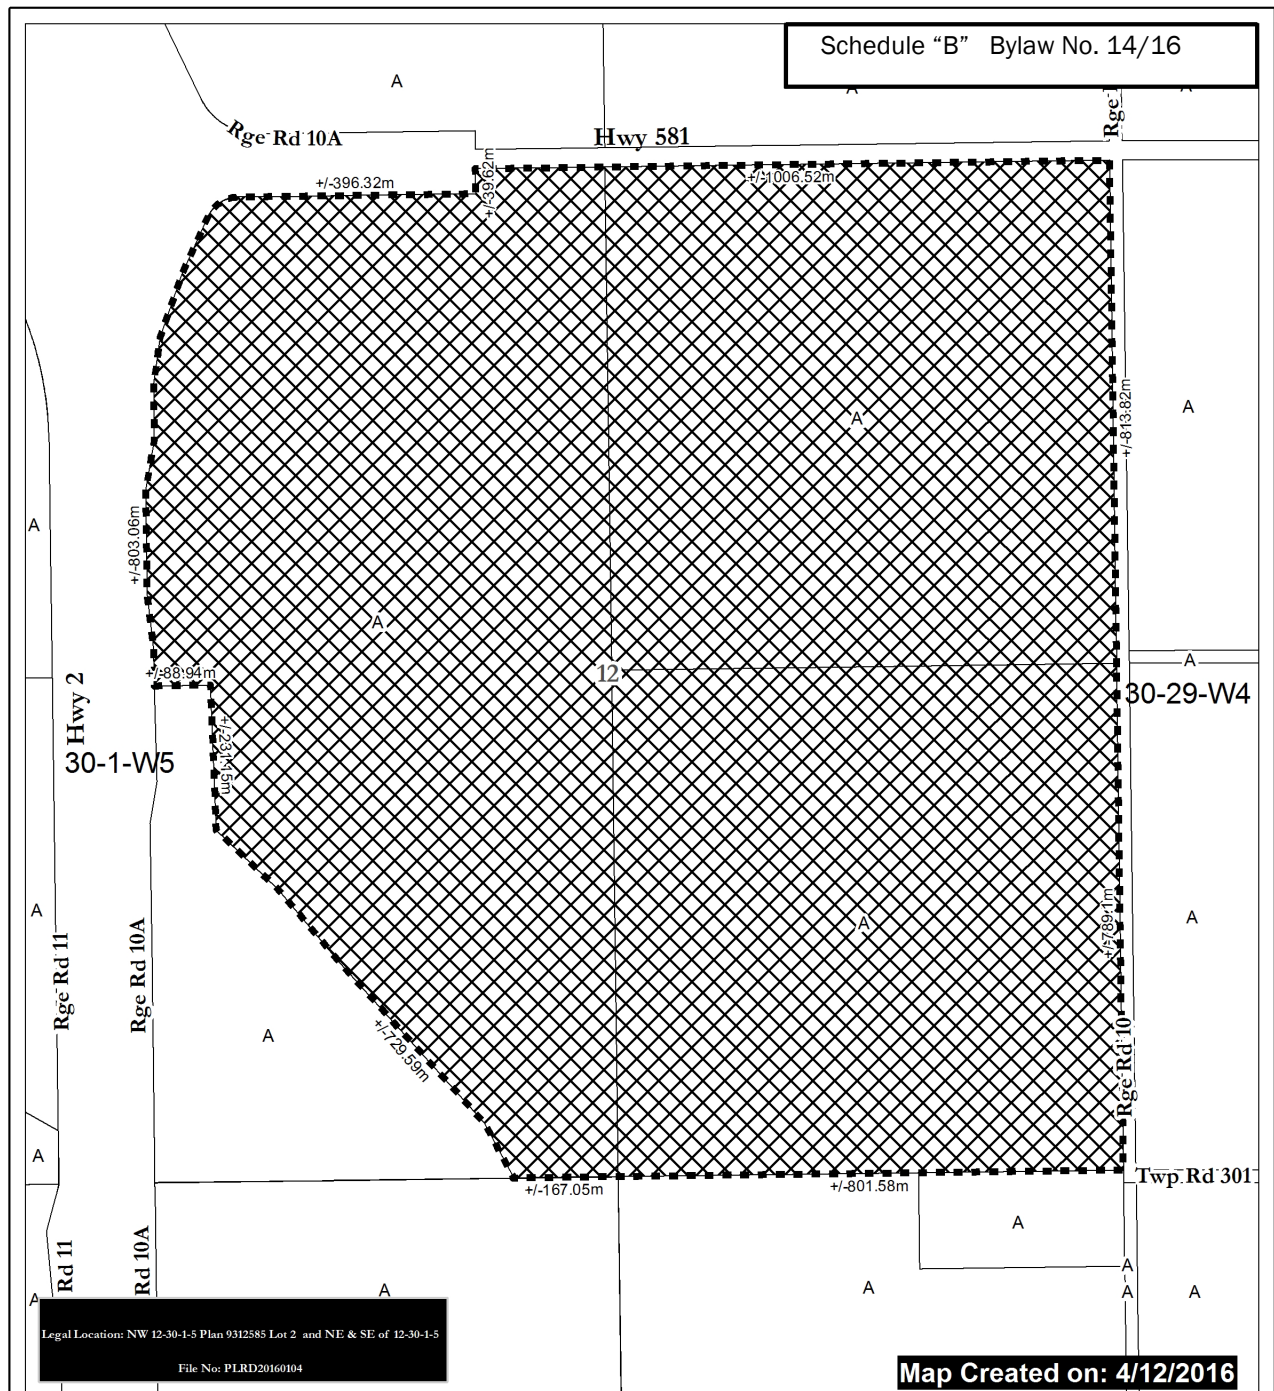 Schedule “B” Bylaw No. 14/16
A
A
A
Rge Rd 10A
Hwy 581
Rge
+/-396.32m
+/-39.62m
+/-1006.52m
+/-813.82m
A
A
A
+/-803.06m
A
A
+/-88.94m
12
30-29-W4
Hwy 2
30-1-W5
+/-231.15m
A
A
A
+/-789.1m
Rge Rd 11
Rge Rd 10A
A
+/-729.59m
Rge Rd 10
A
Twp Rd 301
+/-167.05m
+/-801.58m
A
Rd 11
Rd 10A
A
A
A
A
A
A
Legal Location: NW 12-30-1-5 Plan 9312585 Lot 2 and NE & SE of 12-30-1-5
File No: PLRD20160104
Map Created on: 4/12/2016